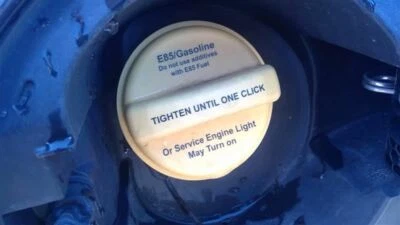 E85/Gasoline
Do not use additives
with E85 Fuel
TIGHTEN UNTIL ONE CLICK
Or Service Engine Light
May Turn on